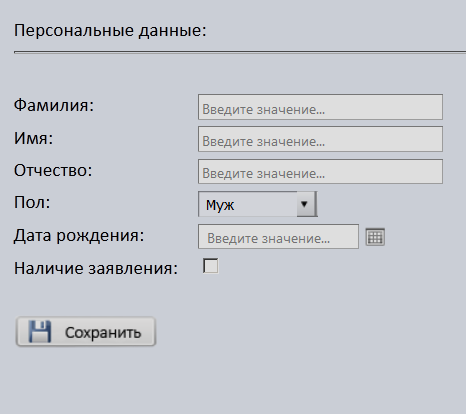 Персональные данные:
Фамилия: Введите значение...
Имя: Введите значение...
Отчество: Введите значение...
Пол: Муж
Дата рождения: Введите значение...
Наличие заявления:
Сохранить